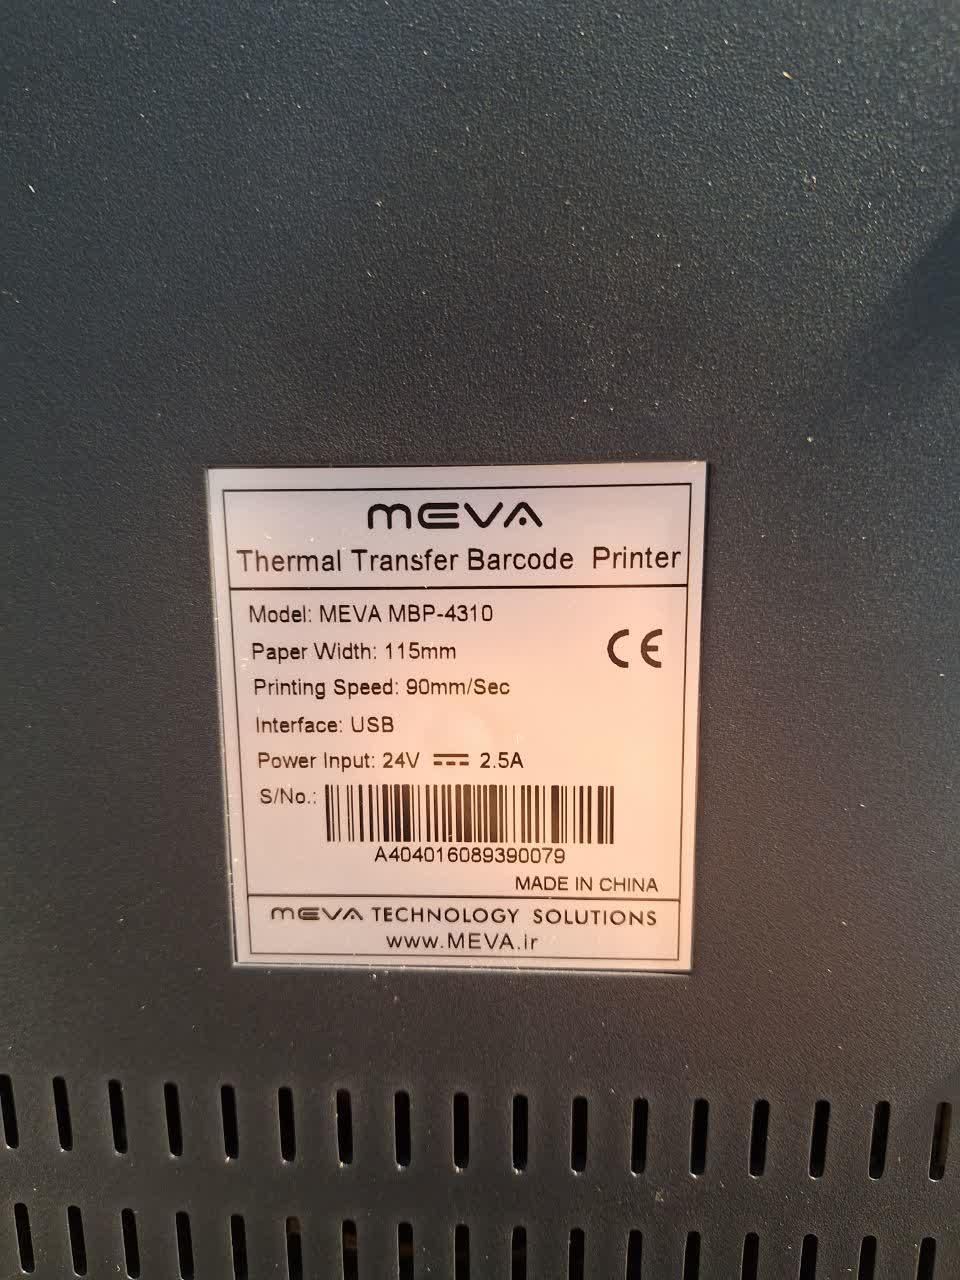 MEVA
Thermal Transfer Barcode Printer
Model: MEVA MBP-4310
Paper Width: 115mm
CE
Printing Speed: 90mm/Sec
Interface: USB
Power Input: 24V ⎓ 2.5A
S/No.:
A404016089390079
MADE IN CHINA
MEVA TECHNOLOGY SOLUTIONS
www.MEVA.ir